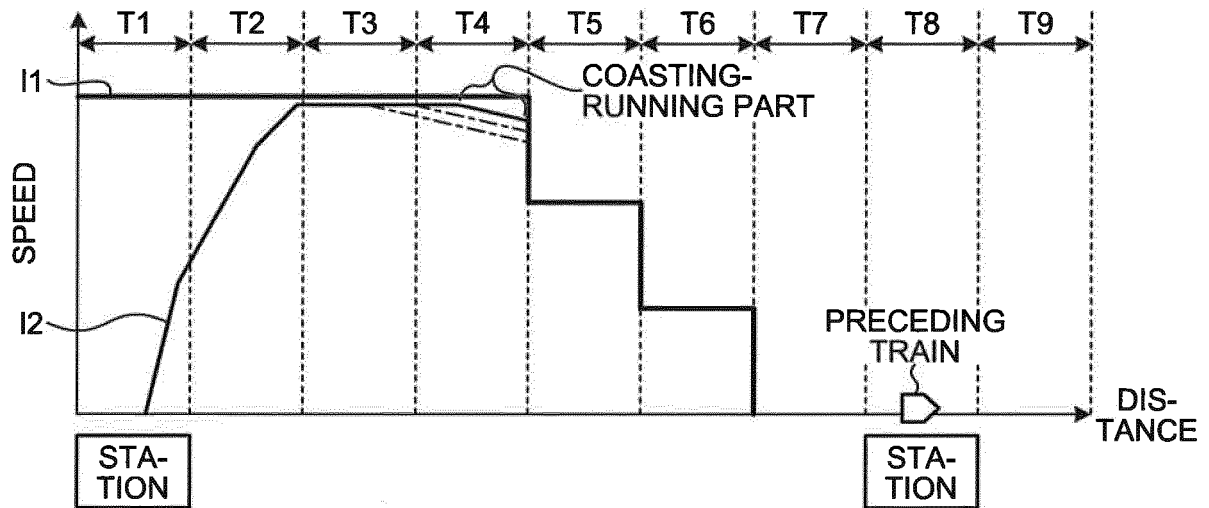 T1 T2 T3 T4 T5 T6 T7 T8 T9
I1
COASTING-
RUNNING PART
SPEED
I2
PRECEDING
TRAIN
DIS-
TANCE
STA-
TION
STA-
TION